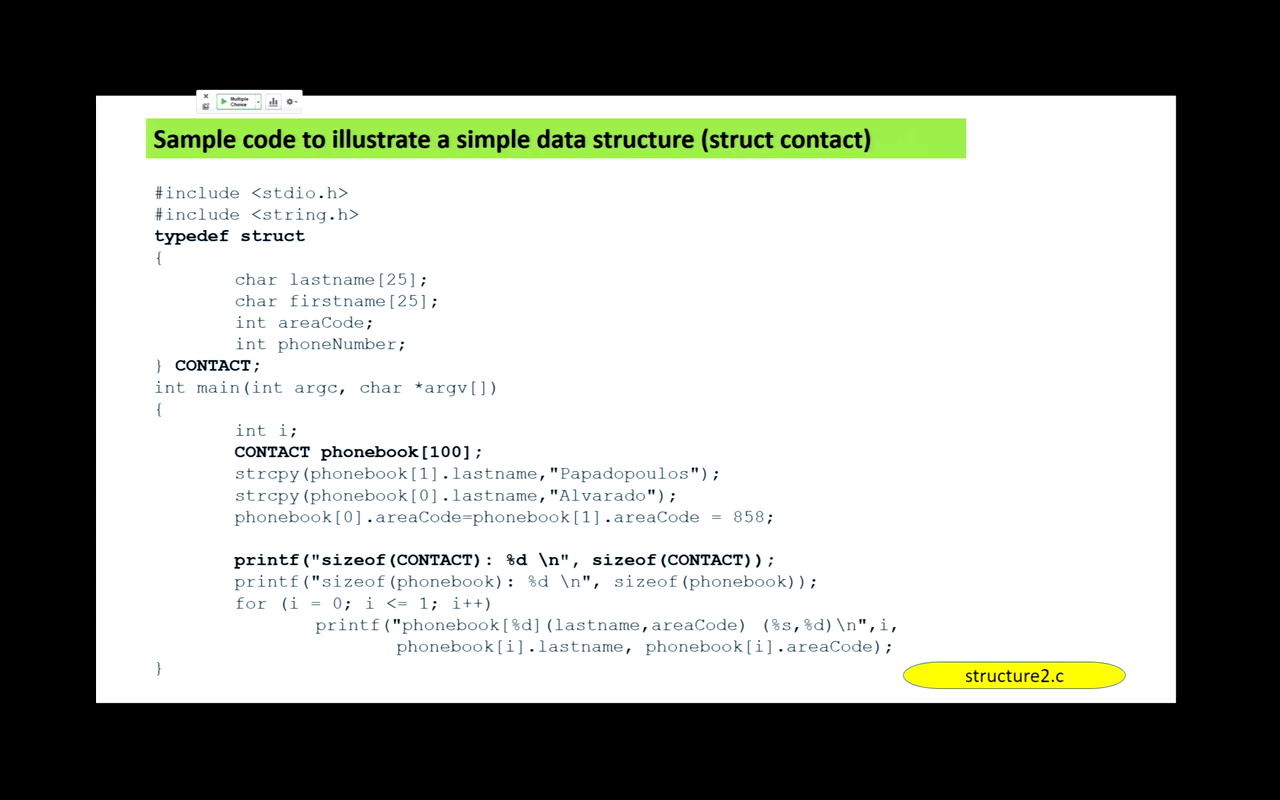 Multiple
Choice
Sample code to illustrate a simple data structure (struct contact)
#include <stdio.h>
#include <string.h>
typedef struct
{
char lastname[25];
char firstname[25];
int areaCode;
int phoneNumber;
} CONTACT;
int main(int argc, char *argv[])
{
int i;
CONTACT phonebook[100];
strcpy(phonebook[1].lastname,"Papadopoulos");
strcpy(phonebook[0].lastname,"Alvarado");
phonebook[0].areaCode=phonebook[1].areaCode = 858;
printf("sizeof(CONTACT): %d \n", sizeof(CONTACT));
printf("sizeof(phonebook): %d \n", sizeof(phonebook));
for (i = 0; i <= 1; i++)
printf("phonebook[%d](lastname,areaCode) (%s,%d)\n",i,
phonebook[i].lastname, phonebook[i].areaCode);
}
structure2.c